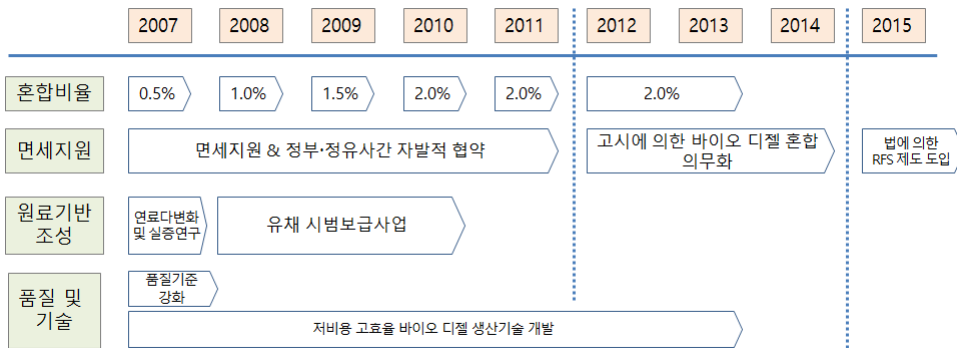 2007 2008 2009 2010 2011 2012 2013 2014 2015
혼합비율 0.5% 1.0% 1.5% 2.0% 2.0% 2.0%
면세지원
면세지원 & 정부·정유사간 자발적 협약
고시에 의한 바이오 디젤 혼합
의무화
법에 의한
RFS 제도 도입
원료기반
조성
연료다변화
및 실증연구
유채 시범보급사업
품질 및
기술
품질기준
강화
저비용 고효율 바이오 디젤 생산기술 개발